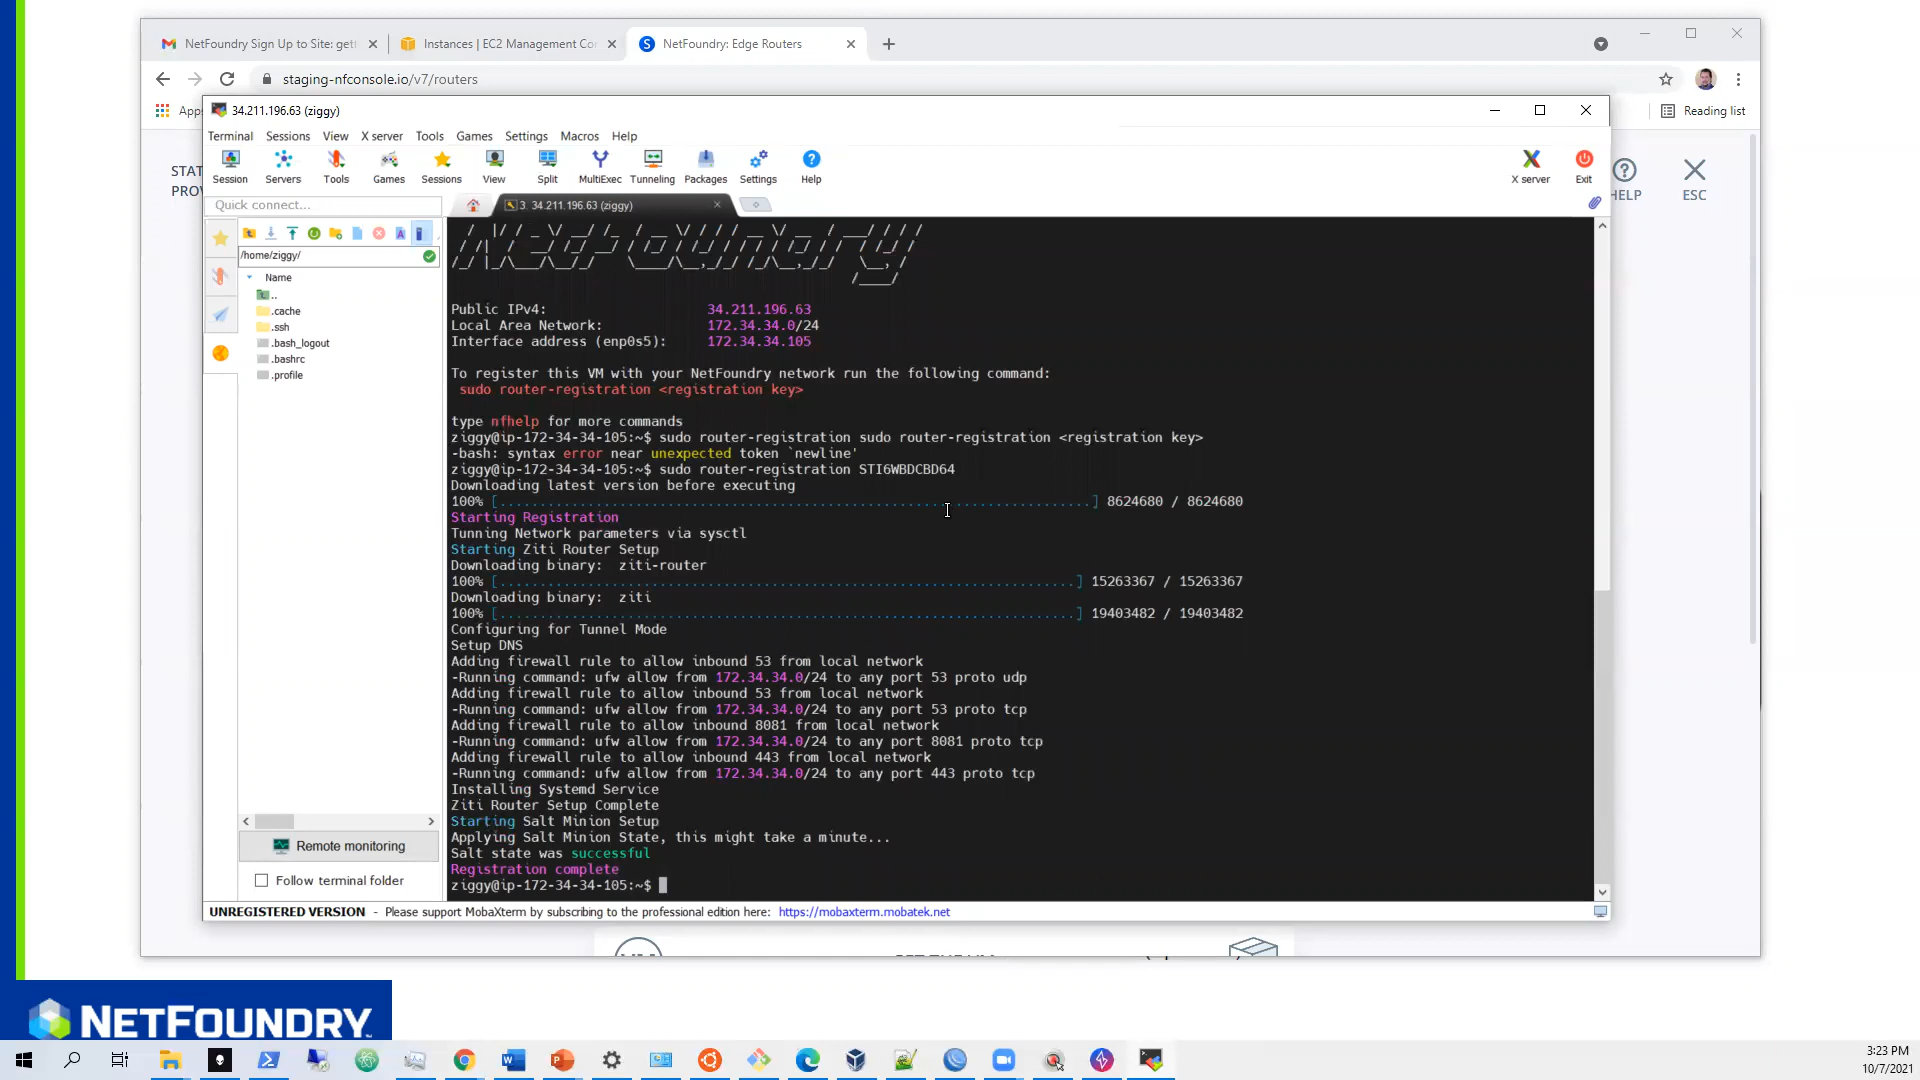 NetFoundry Sign Up to Site: gett
Instances | EC2 Management Con
NetFoundry: Edge Routers
staging-nfconsole.io/v7/routers
Apps
Reading list
STAT
PROV
HELP
ESC
34.211.196.63 (ziggy)
Terminal Sessions View X server Tools Games Settings Macros Help
Session Servers Tools Games Sessions View Split MultiExec Tunneling Packages Settings Help X server Exit
Quick connect...
3. 34.211.196.63 (ziggy)
/home/ziggy/
Name
..
.cache
.ssh
.bash_logout
.bashrc
.profile
Remote monitoring
Follow terminal folder
Public IPv4: 34.211.196.63
Local Area Network: 172.34.34.0/24
Interface address (enp0s5): 172.34.34.105
To register this VM with your NetFoundry network run the following command:
sudo router-registration <registration key>
type nfhelp for more commands
ziggy@ip-172-34-34-105:~$ sudo router-registration sudo router-registration <registration key>
-bash: syntax error near unexpected token `newline'
ziggy@ip-172-34-34-105:~$ sudo router-registration STI6WBDCBD64
Downloading latest version before executing
100% [..........................................................................] 8624680 / 8624680
Starting Registration
Tunning Network parameters via sysctl
Starting Ziti Router Setup
Downloading binary:  ziti-router
100% [........................................................................] 15263367 / 15263367
Downloading binary:  ziti
100% [........................................................................] 19403482 / 19403482
Configuring for Tunnel Mode
Setup DNS
Adding firewall rule to allow inbound 53 from local network
-Running command: ufw allow from 172.34.34.0/24 to any port 53 proto udp
Adding firewall rule to allow inbound 53 from local network
-Running command: ufw allow from 172.34.34.0/24 to any port 53 proto tcp
Adding firewall rule to allow inbound 8081 from local network
-Running command: ufw allow from 172.34.34.0/24 to any port 8081 proto tcp
Adding firewall rule to allow inbound 443 from local network
-Running command: ufw allow from 172.34.34.0/24 to any port 443 proto tcp
Installing Systemd Service
Ziti Router Setup Complete
Starting Salt Minion Setup
Applying Salt Minion State, this might take a minute...
Salt state was successful
Registration complete
ziggy@ip-172-34-34-105:~$
UNREGISTERED VERSION - Please support MobaXterm by subscribing to the professional edition here: https://mobaxterm.mobatek.net
NETFOUNDRY
3:23 PM
10/7/2021